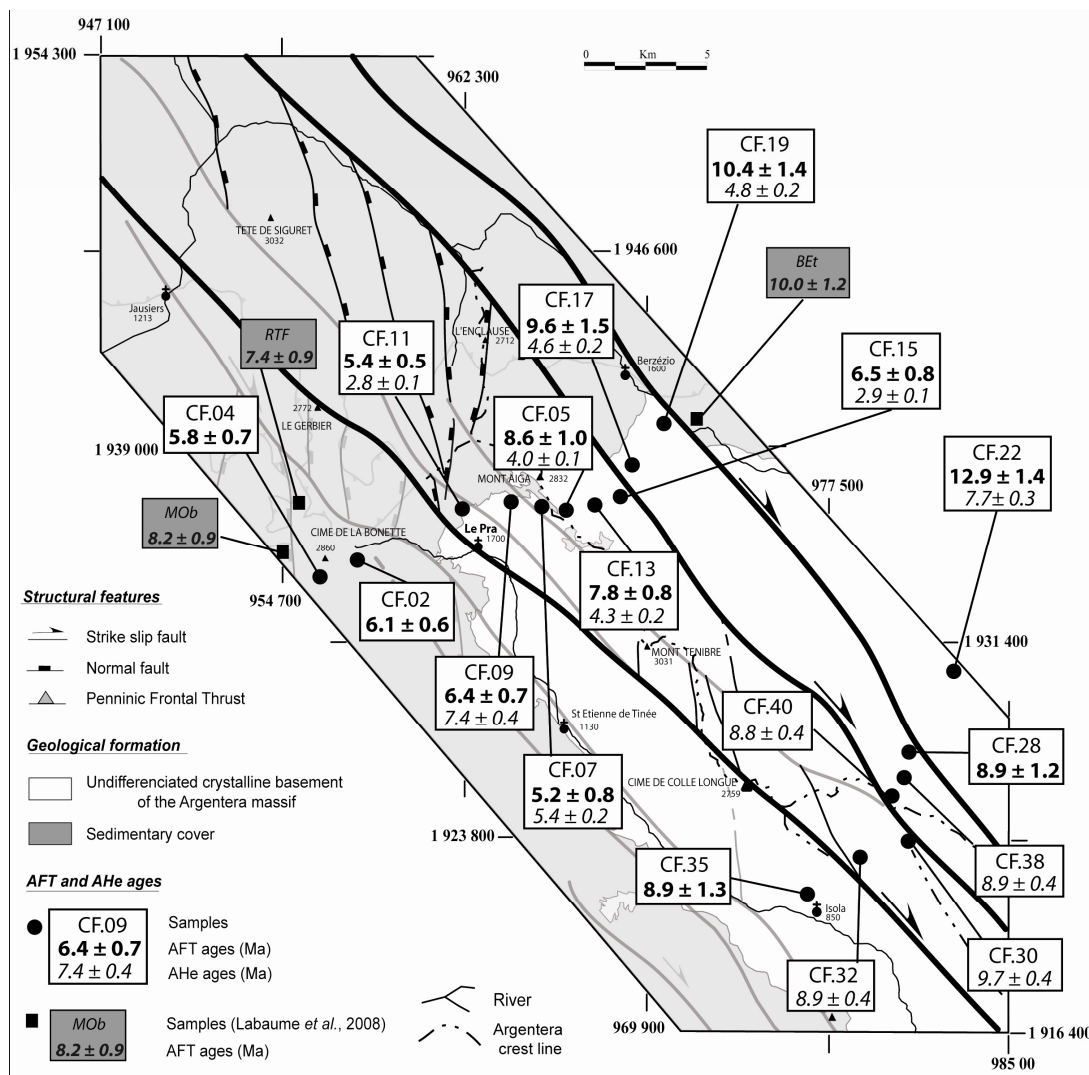 947 100
1 954 300
962 300
0 Km 5
CF.19
10.4 ± 1.4
4.8 ± 0.2
TETE DE SIGURET
3032
1 946 600
BEt
10.0 ± 1.2
Jausiers
1213
CF.17
9.6 ± 1.5
4.6 ± 0.2
RTF
7.4 ± 0.9
CF.11
5.4 ± 0.5
2.8 ± 0.1
L'ENCLAUSE
2712
Berzézio
1600
CF.15
6.5 ± 0.8
2.9 ± 0.1
CF.04
5.8 ± 0.7
2772
LE GERBIER
CF.05
8.6 ± 1.0
4.0 ± 0.1
1 939 000
CF.22
12.9 ± 1.4
7.7± 0.3
MONT AIGA
2832
977 500
MOb
8.2 ± 0.9
CIME DE LA BONETTE
2860
Le Pra
1700
954 700
CF.02
6.1 ± 0.6
CF.13
7.8 ± 0.8
4.3 ± 0.2
Structural features
Strike slip fault
Normal fault
Penninic Frontal Thrust
1 931 400
MONT TENIBRE
3031
CF.09
6.4 ± 0.7
7.4 ± 0.4
St Etienne de Tinée
1130
CF.40
8.8 ± 0.4
CF.28
8.9 ± 1.2
Geological formation
Undifferenciated crystalline basement
of the Argentera massif
Sedimentary cover
CF.07
5.2 ± 0.8
5.4 ± 0.2
CIME DE COLLE LONGUE
2759
1 923 800
CF.35
8.9 ± 1.3
CF.38
8.9 ± 0.4
Isola
850
AFT and AHe ages
CF.09
6.4 ± 0.7
7.4 ± 0.4
Samples
AFT ages (Ma)
AHe ages (Ma)
CF.30
9.7 ± 0.4
CF.32
8.9 ± 0.4
MOb
8.2 ± 0.9
Samples (Labaume et al., 2008)
AFT ages (Ma)
River
Argentera
crest line
969 900
1 916 400
985 00